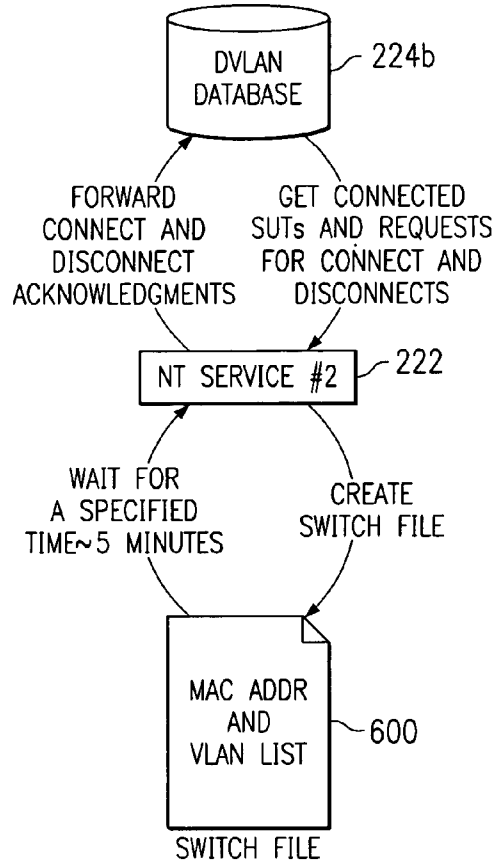 DVLAN
DATABASE
224b
FORWARD
CONNECT AND
DISCONNECT
ACKNOWLEDGMENTS
GET CONNECTED
SUTs AND REQUESTS
FOR CONNECT AND
DISCONNECTS
NT SERVICE #2
222
WAIT FOR
A SPECIFIED
TIME~5 MINUTES
CREATE
SWITCH FILE
MAC ADDR
AND
VLAN LIST
600
SWITCH FILE